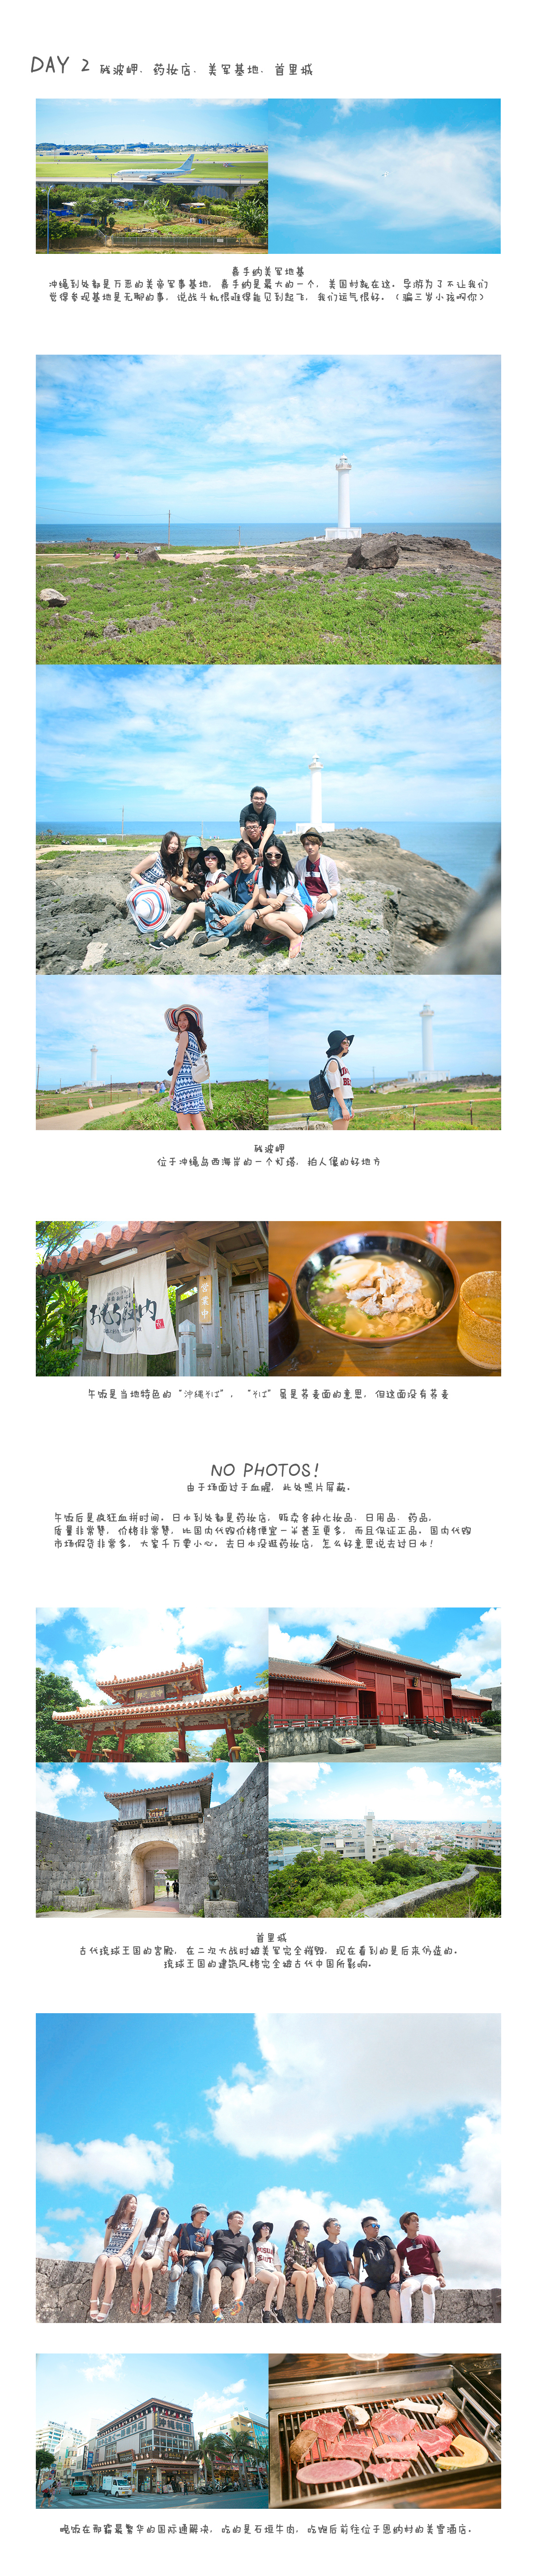 DAY 2 残波岬、药妆店、美军基地、首里城
嘉手纳美军地基
冲绳到处都是万恶的美帝军事基地，嘉手纳是最大的一个，美国村就在这。导游为了不让我们
觉得参观基地是无聊的事，说战斗机很难得能见到起飞，我们运气很好。（骗三岁小孩啊你）
残波岬
位于冲绳岛西海岸的一个灯塔，拍人像的好地方
営業中
午饭是当地特色的“沖縄そば”，“そば”虽是荞麦面的意思，但这面没有荞麦
NO PHOTOS!
由于场面过于血腥，此处照片屏蔽。
午饭后是疯狂血拼时间。日本到处都是药妆店，贩卖各种化妆品、日用品、药品，
质量非常赞，价格非常赞，比国内代购价格便宜一半甚至更多，而且保证正品。国内代购
市场假货非常多，大家千万要小心。去日本没逛药妆店，怎么好意思说去过日本！
首里城
古代琉球王国的宫殿，在二次大战时被美军完全摧毁，现在看到的是后来仿造的。
琉球王国的建筑风格完全被古代中国所影响。
晚饭在那霸最繁华的国际通解决，吃的是石垣牛肉，吃饱后前往位于恩纳村的美雪酒店。